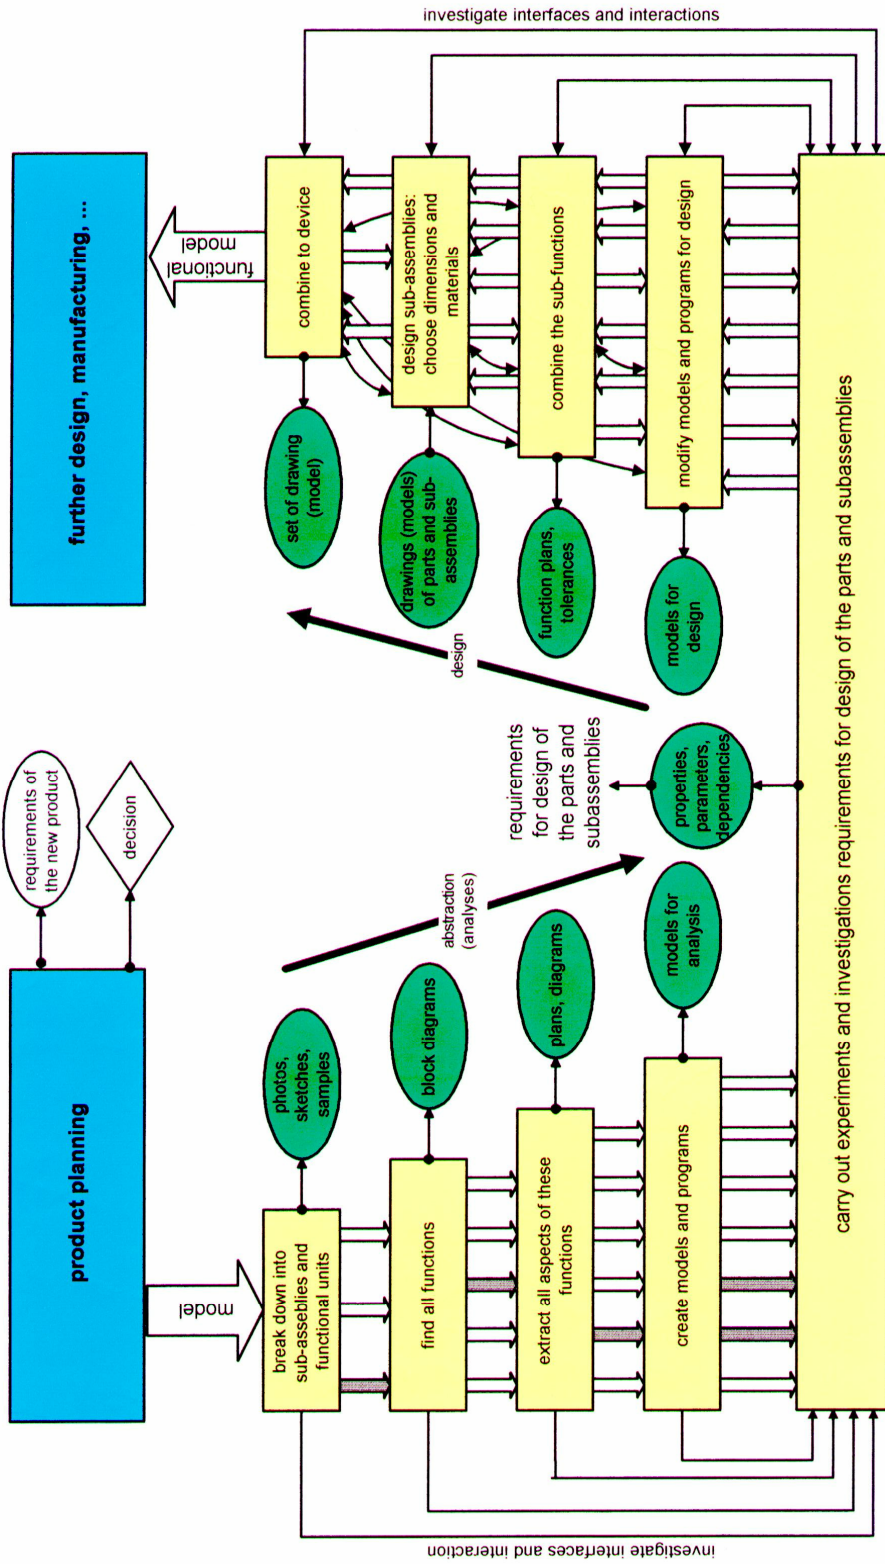 product planning
requirements of
the new product
decision
further design, manufacturing, ...
model
functional
model
break down into
sub-asseblies and
functional units
photos,
sketches,
samples
find all functions
block diagrams
extract all aspects of these
functions
plans, diagrams
create models and programs
models for
analysis
abstraction
(analyses)
requirements
for design of
the parts and
subassemblies
properties,
parameters,
dependencies
design
combine to device
set of drawing
(model)
design sub-assemblies:
choose dimensions and
materials
drawings (models)
of parts and sub-
assemblies
combine the sub-functions
function plans,
tolerances
modify models and programs for design
models for
design
carry out experiments and investigations requirements for design of the parts and subassemblies
investigate interfaces and interaction
investigate interfaces and interactions